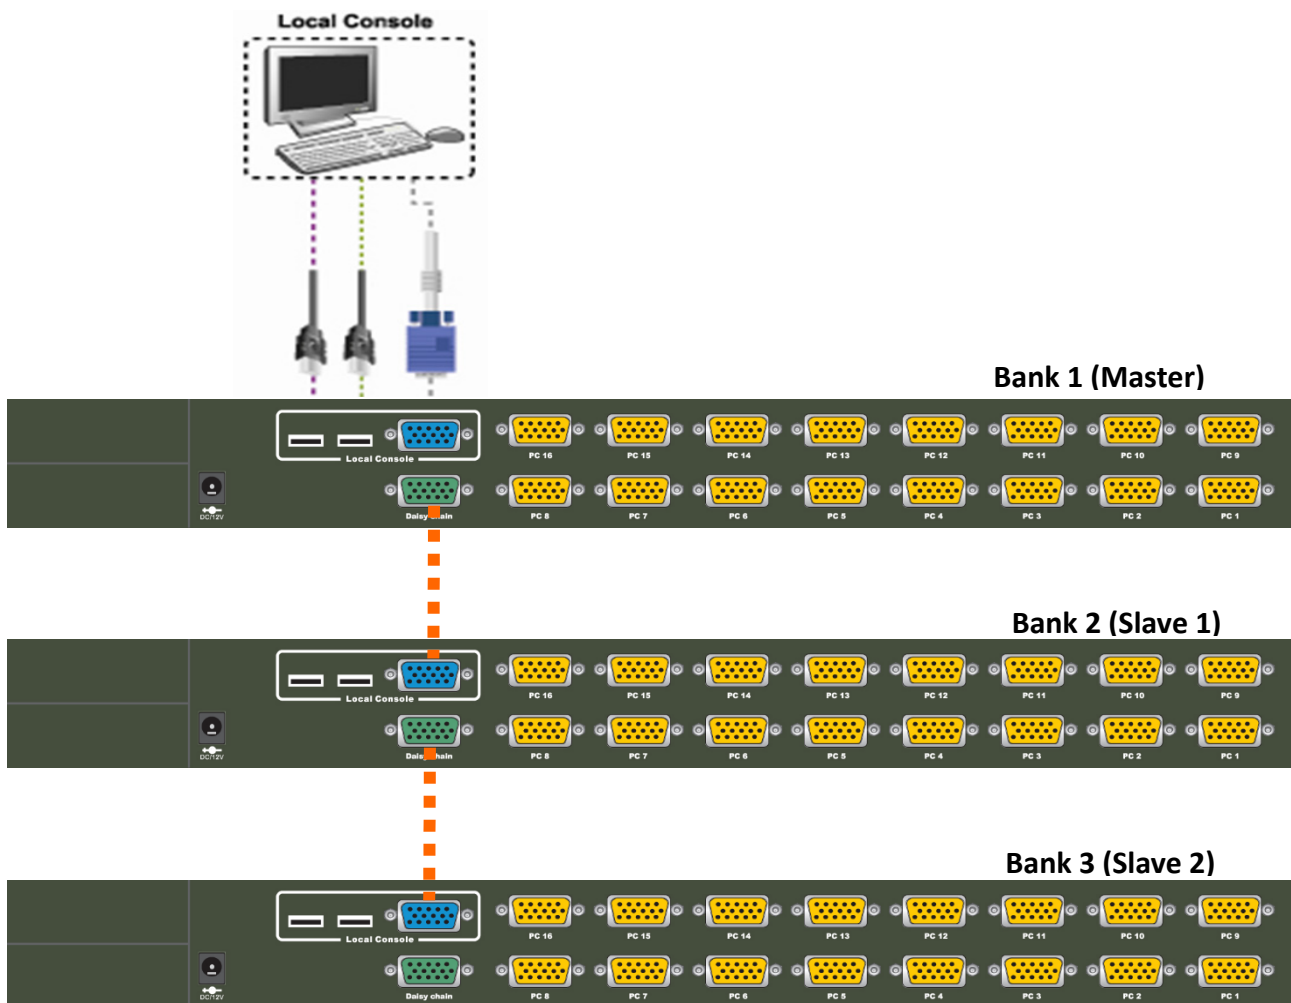 Local Console
Bank 1 (Master)
PC 16 PC 15 PC 14 PC 13 PC 12 PC 11 PC 10 PC 9
Local Console
DC/12V
Daisy chain PC 8 PC 7 PC 6 PC 5 PC 4 PC 3 PC 2 PC 1
Bank 2 (Slave 1)
PC 16 PC 15 PC 14 PC 13 PC 12 PC 11 PC 10 PC 9
Local Console
DC/12V
Daisy chain PC 8 PC 7 PC 6 PC 5 PC 4 PC 3 PC 2 PC 1
Bank 3 (Slave 2)
PC 16 PC 15 PC 14 PC 13 PC 12 PC 11 PC 10 PC 9
Local Console
DC/12V
Daisy chain PC 8 PC 7 PC 6 PC 5 PC 4 PC 3 PC 2 PC 1